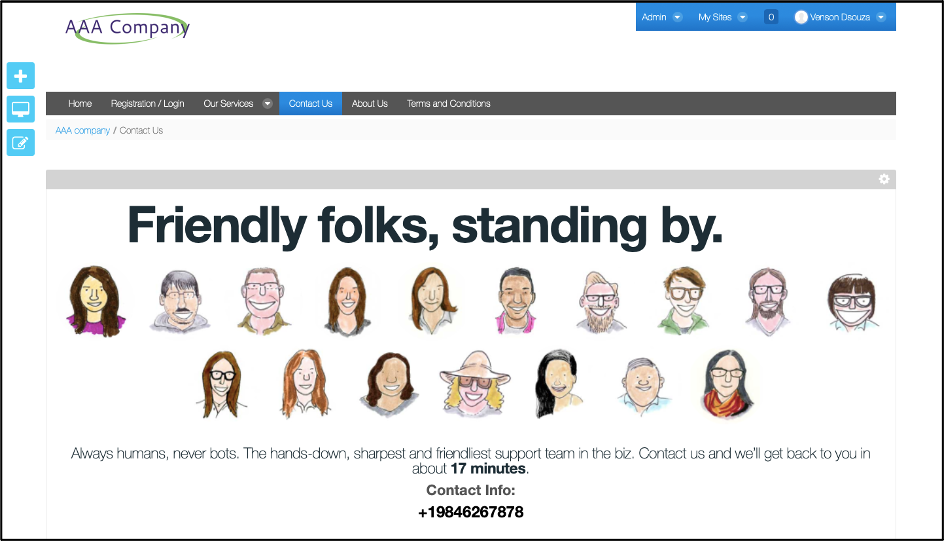 AAA Company
Admin My Sites 0 Venson Dsouza
Home Registration / Login Our Services Contact Us About Us Terms and Conditions
AAA company / Contact Us
Friendly folks, standing by.
Always humans, never bots. The hands-down, sharpest and friendliest support team in the biz. Contact us and we'll get back to you in
about 17 minutes.
Contact Info:
+19846267878